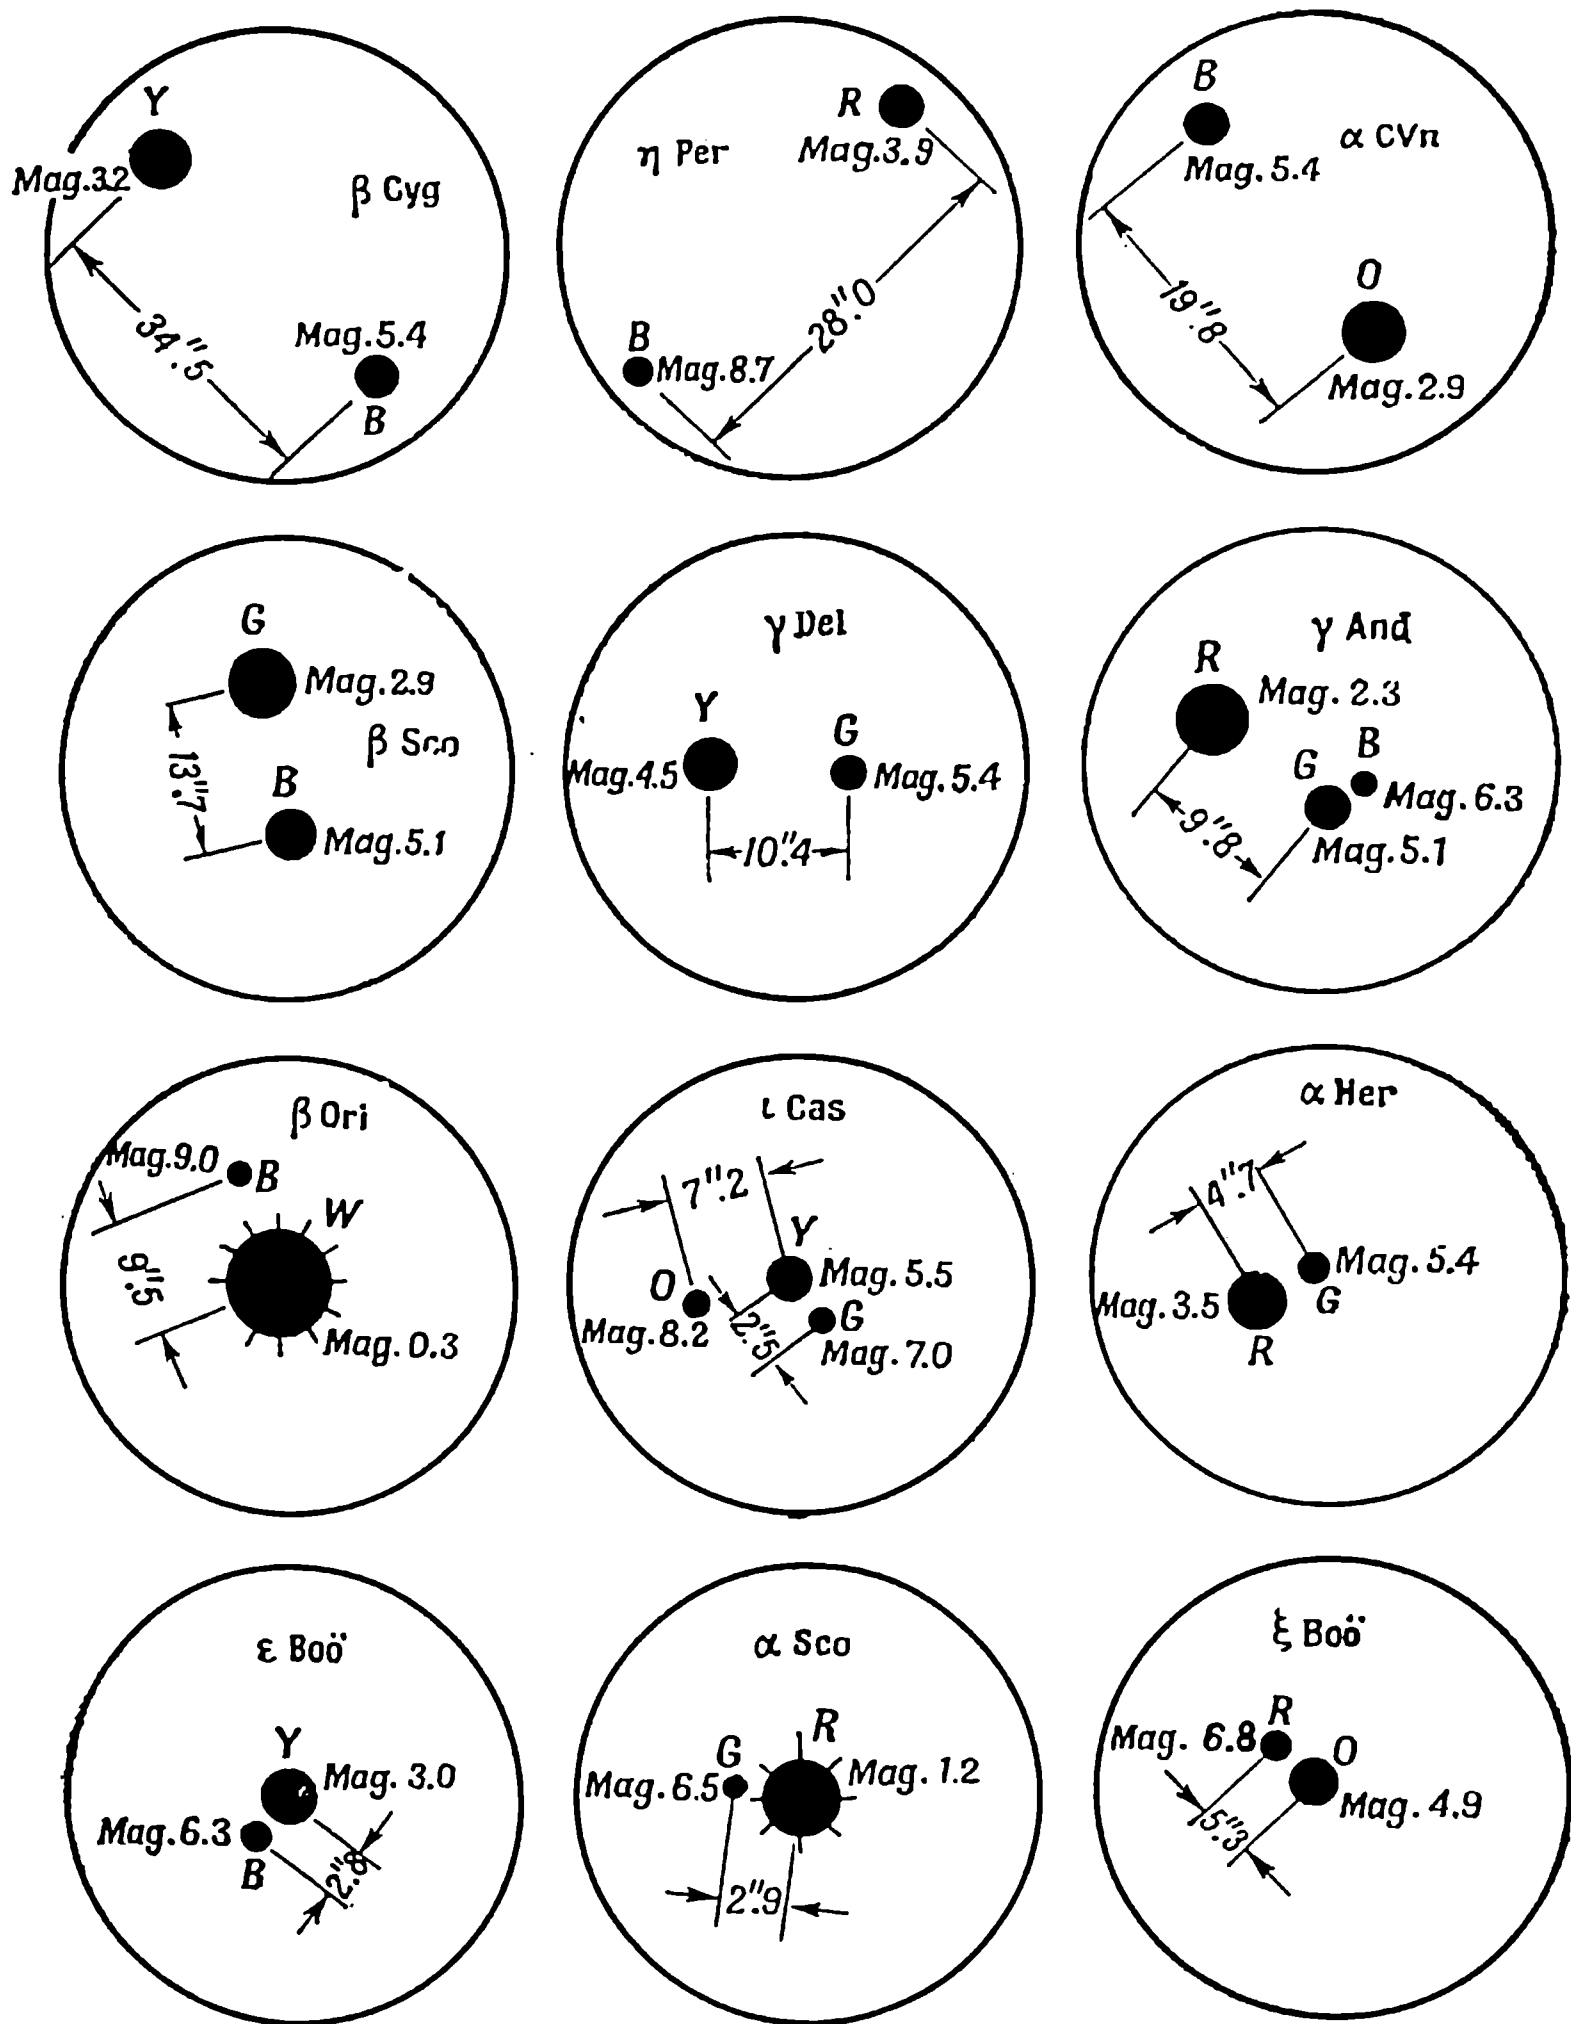 Y
Mag.3.2
β Cyg
34".5
Mag.5.4
B
η Per
R
Mag.3.9
28".0
B
Mag.8.7
B
Mag.5.4
α CVn
19".8
O
Mag.2.9
G
Mag.2.9
β Sco
13".7
B
Mag.5.1
γ Del
Y
Mag.4.5
G
Mag.5.4
10".4
γ And
R
Mag. 2.3
G
B
Mag. 6.3
Mag.5.1
9".8
β Ori
Mag.9.0
B
W
9".5
Mag. 0.3
ι Cas
7".2
Y
Mag. 5.5
O
Mag.8.2
2".5
G
Mag. 7.0
α Her
4".7
Mag. 5.4
G
Mag. 3.5
R
ε Boö
Y
Mag. 3.0
Mag.6.3
B
2".8
α Sco
R
G
Mag. 1.2
Mag.6.5
2".9
ξ Boö
R
Mag. 6.8
O
Mag. 4.9
5".3